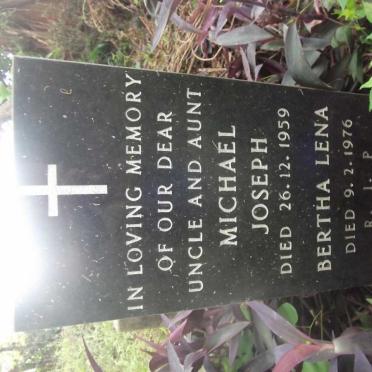 IN LOVING MEMORY
OF OUR DEAR
UNCLE AND AUNT
MICHAEL
JOSEPH
DIED 26.12.1959
BERTHA LENA
DIED 9.2.1976
R.I.P.